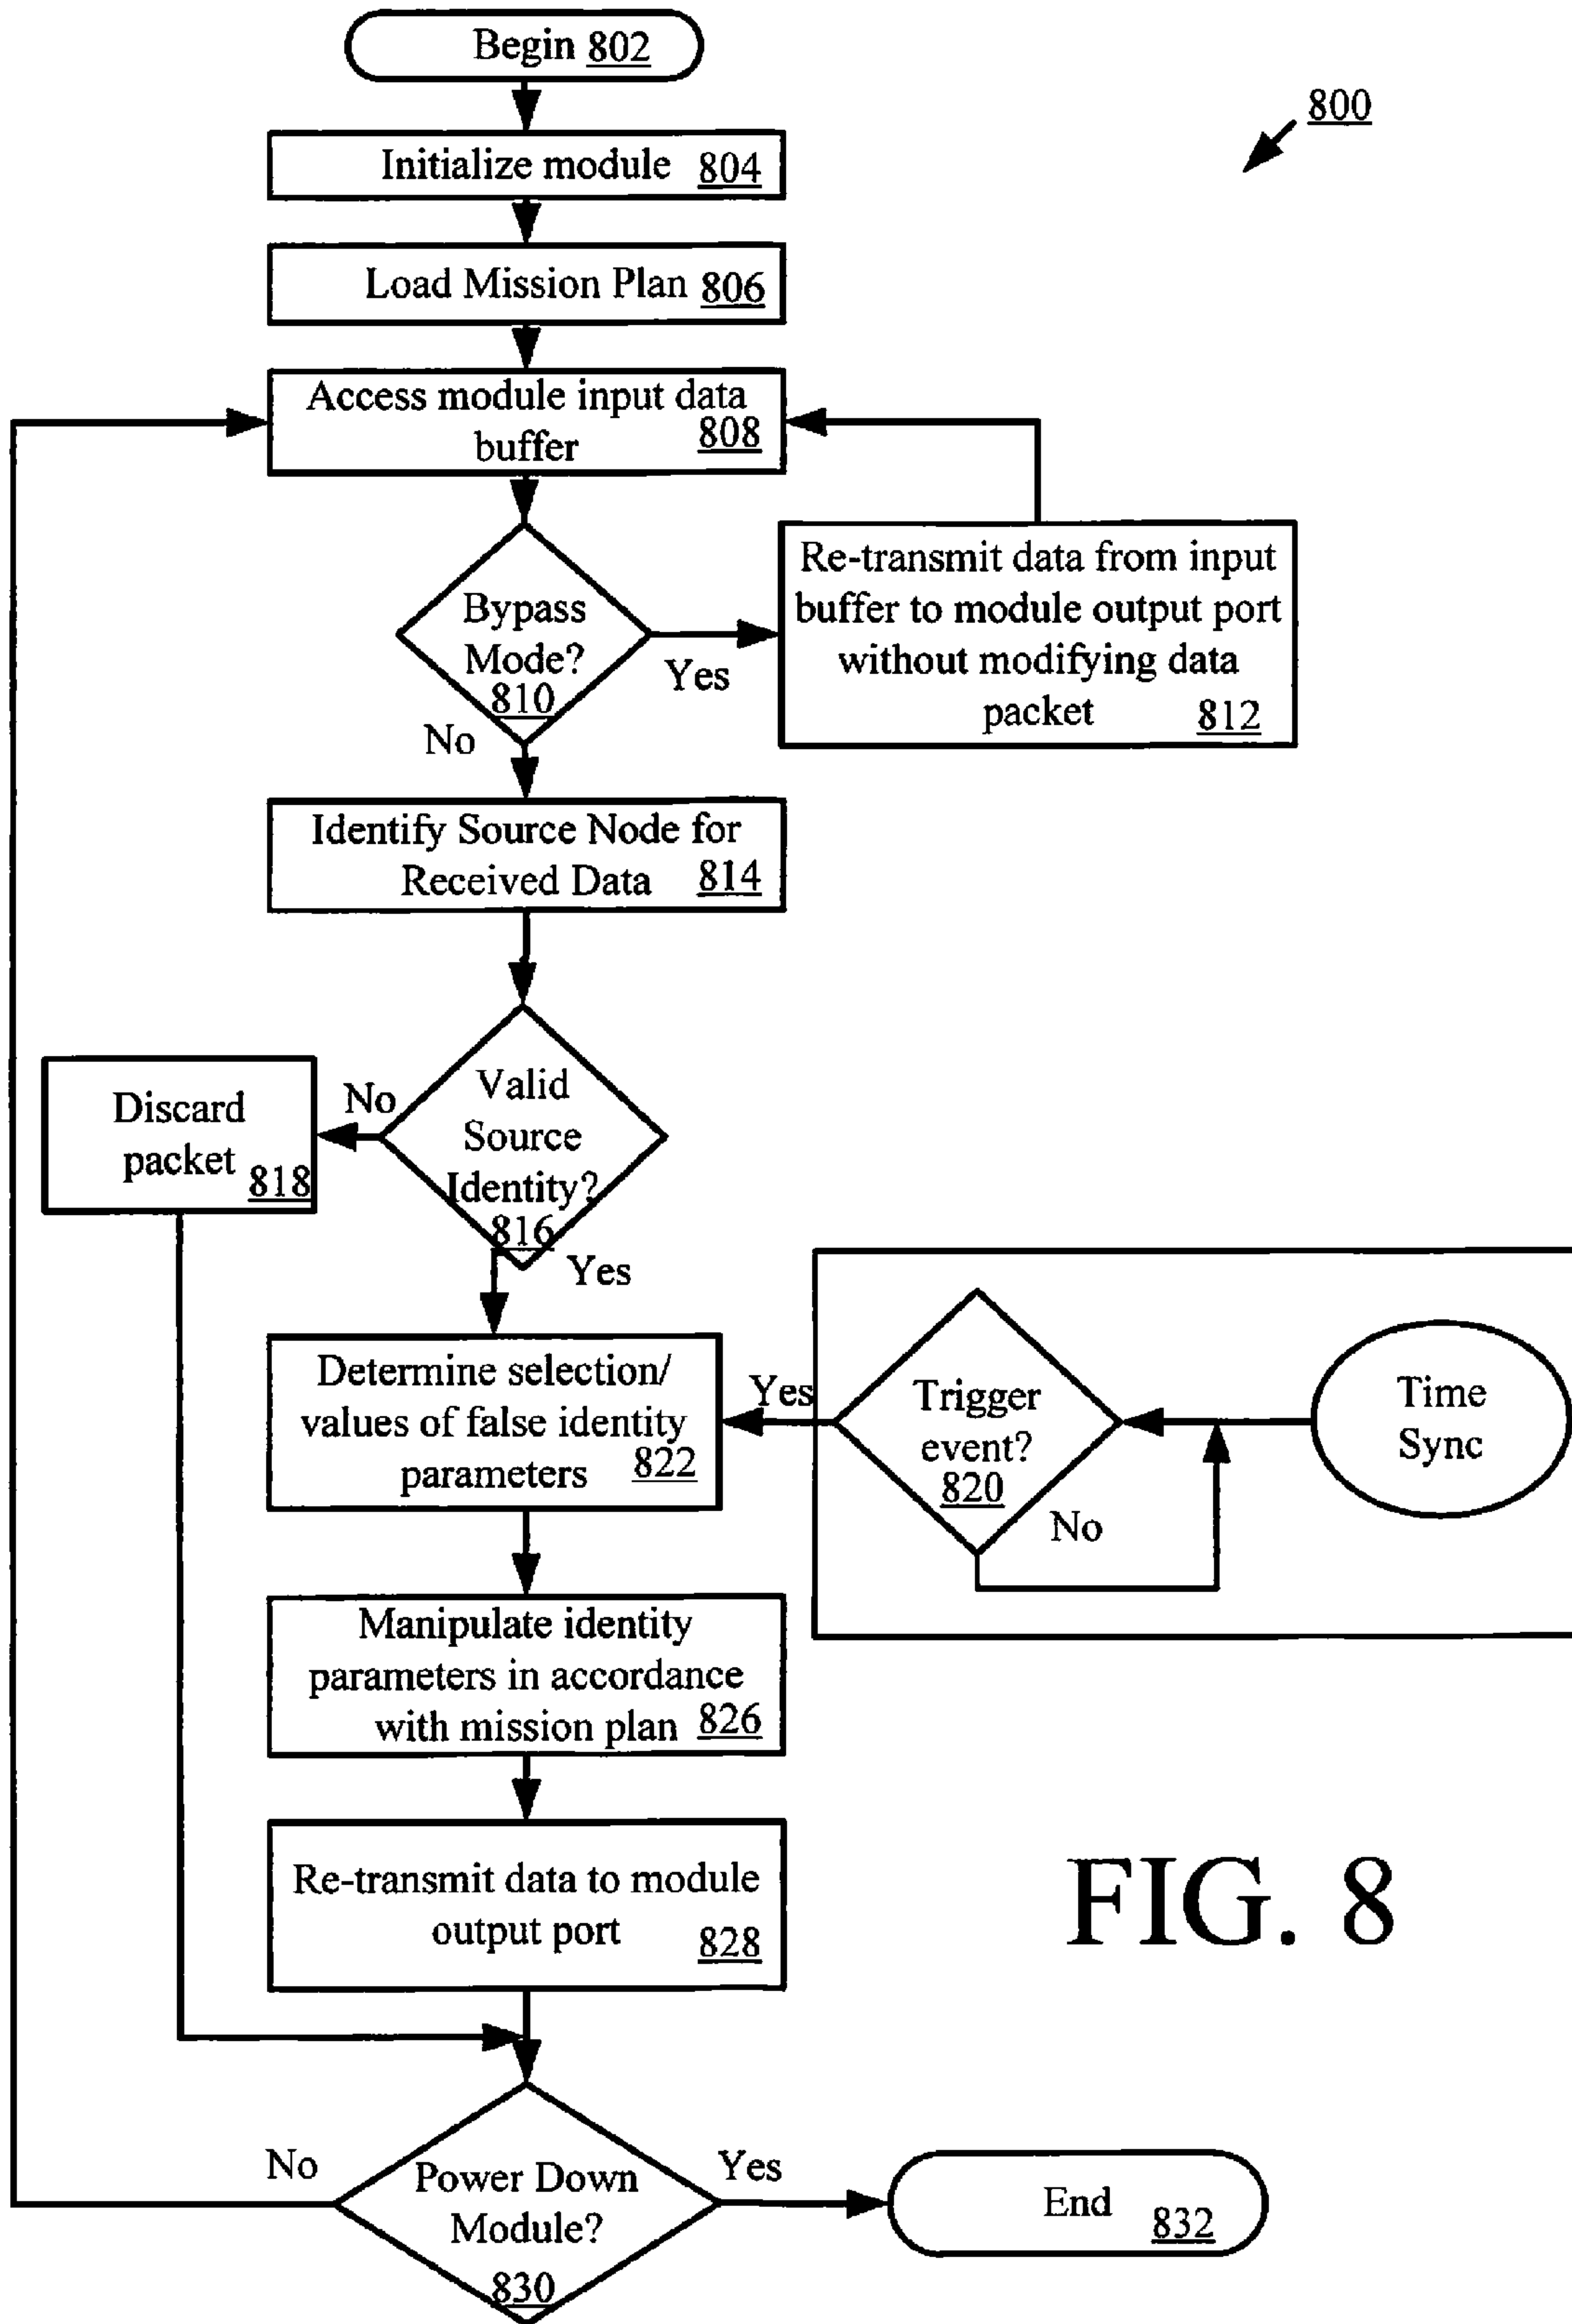 Begin 802
800
Initialize module 804
Load Mission Plan 806
Access module input data
buffer 808
Bypass
Mode?
810
Yes
No
Re-transmit data from input
buffer to module output port
without modifying data
packet 812
Identify Source Node for
Received Data 814
Valid
Source
Identity?
816
No
Yes
Discard
packet 818
Determine selection/
values of false identity
parameters 822
Yes
Trigger
event?
820
No
Time
Sync
Manipulate identity
parameters in accordance
with mission plan 826
Re-transmit data to module
output port 828
FIG. 8
Power Down
Module?
830
No
Yes
End 832